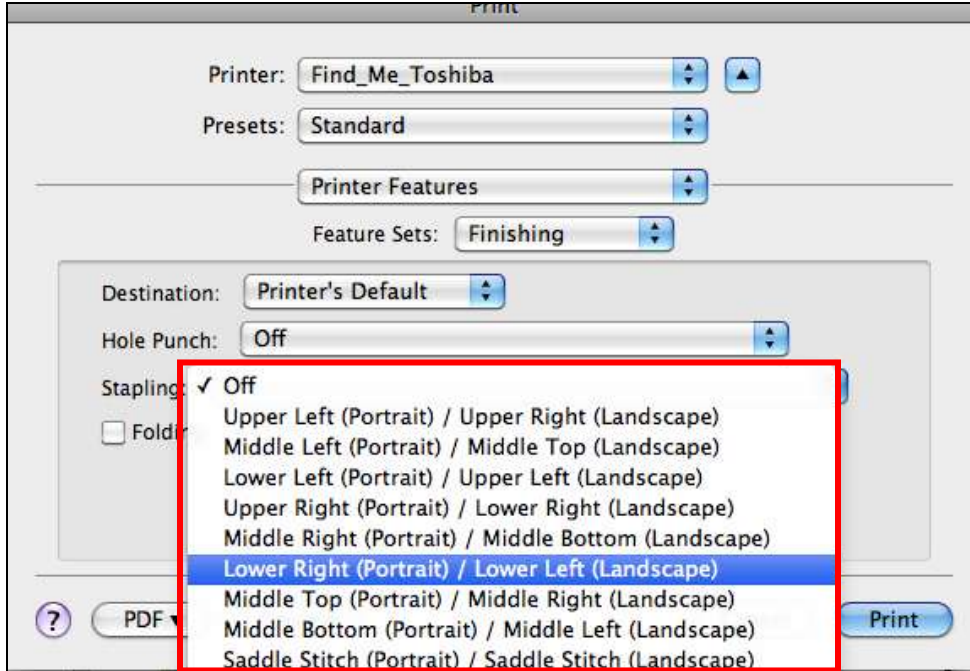 Print
Printer: Find_Me_Toshiba
Presets: Standard
Printer Features
Feature Sets: Finishing
Destination: Printer's Default
Hole Punch: Off
Stapling: ✓ Off
Upper Left (Portrait) / Upper Right (Landscape)
Foldin
Middle Left (Portrait) / Middle Top (Landscape)
Lower Left (Portrait) / Upper Left (Landscape)
Upper Right (Portrait) / Lower Right (Landscape)
Middle Right (Portrait) / Middle Bottom (Landscape)
Lower Right (Portrait) / Lower Left (Landscape)
Middle Top (Portrait) / Middle Right (Landscape)
Middle Bottom (Portrait) / Middle Left (Landscape)
Saddle Stitch (Portrait) / Saddle Stitch (Landscape)
? PDF ▼ Print